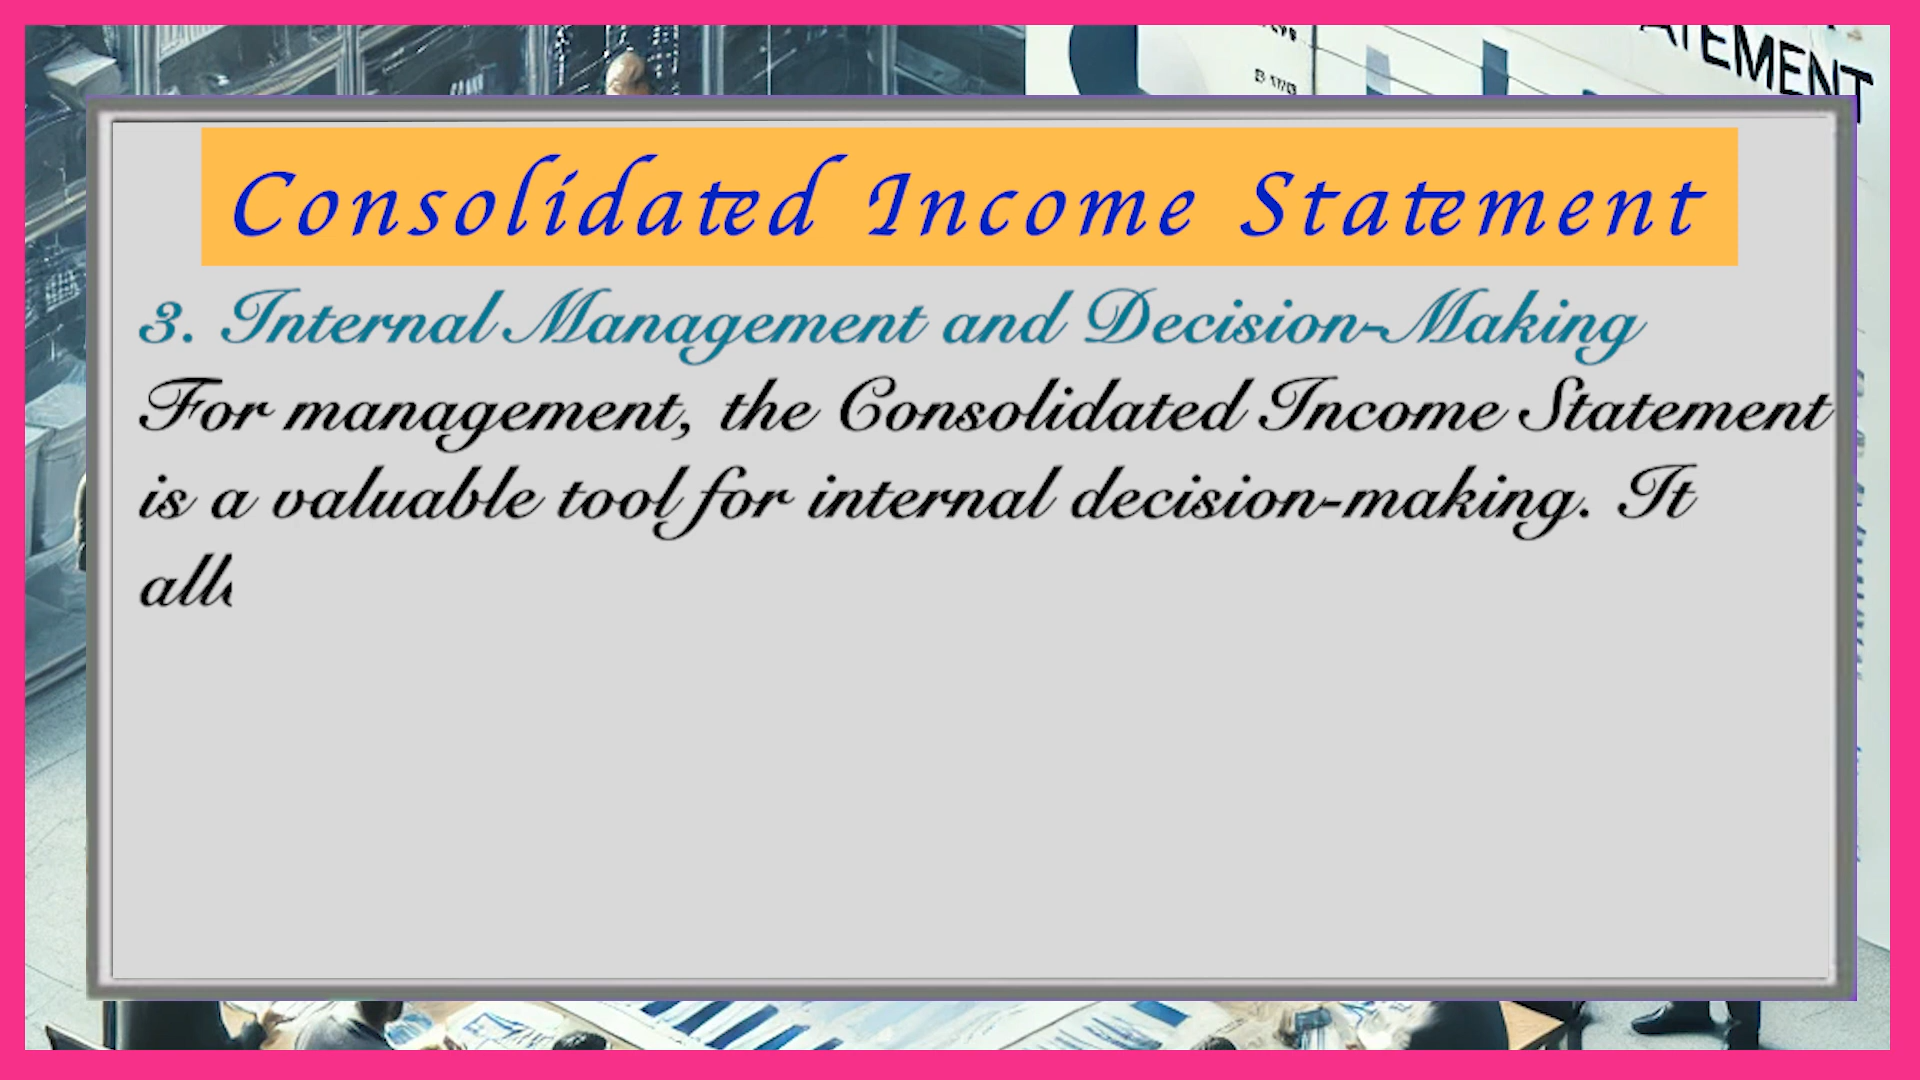 Consolidated Income Statement
3. Internal Management and Decision-Making
For management, the Consolidated Income Statement
is a valuable tool for internal decision-making. It
all